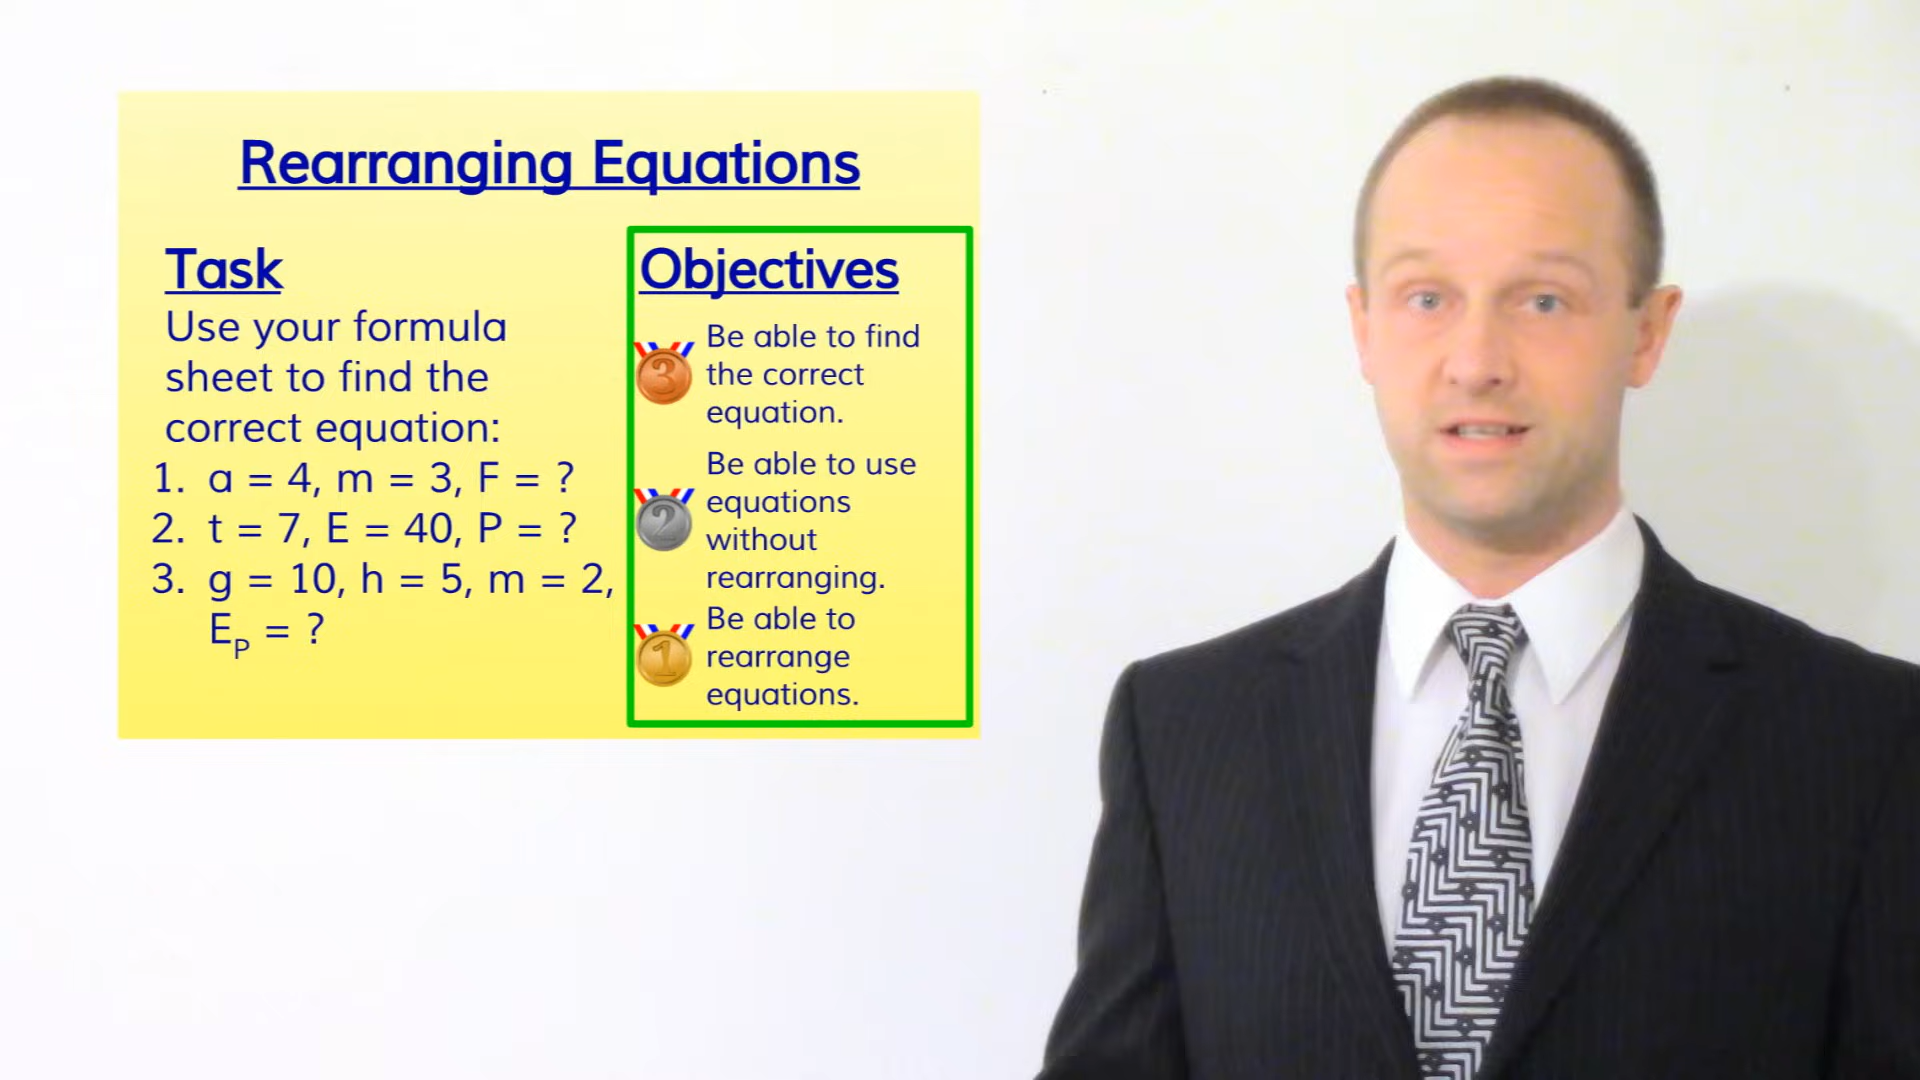 Rearranging Equations
Task
Use your formula
sheet to find the
correct equation:
1. a = 4, m = 3, F = ?
2. t = 7, E = 40, P = ?
3. g = 10, h = 5, m = 2,
E_P = ?
Objectives
3
Be able to find
the correct
equation.
2
Be able to use
equations
without
rearranging.
1
Be able to
rearrange
equations.